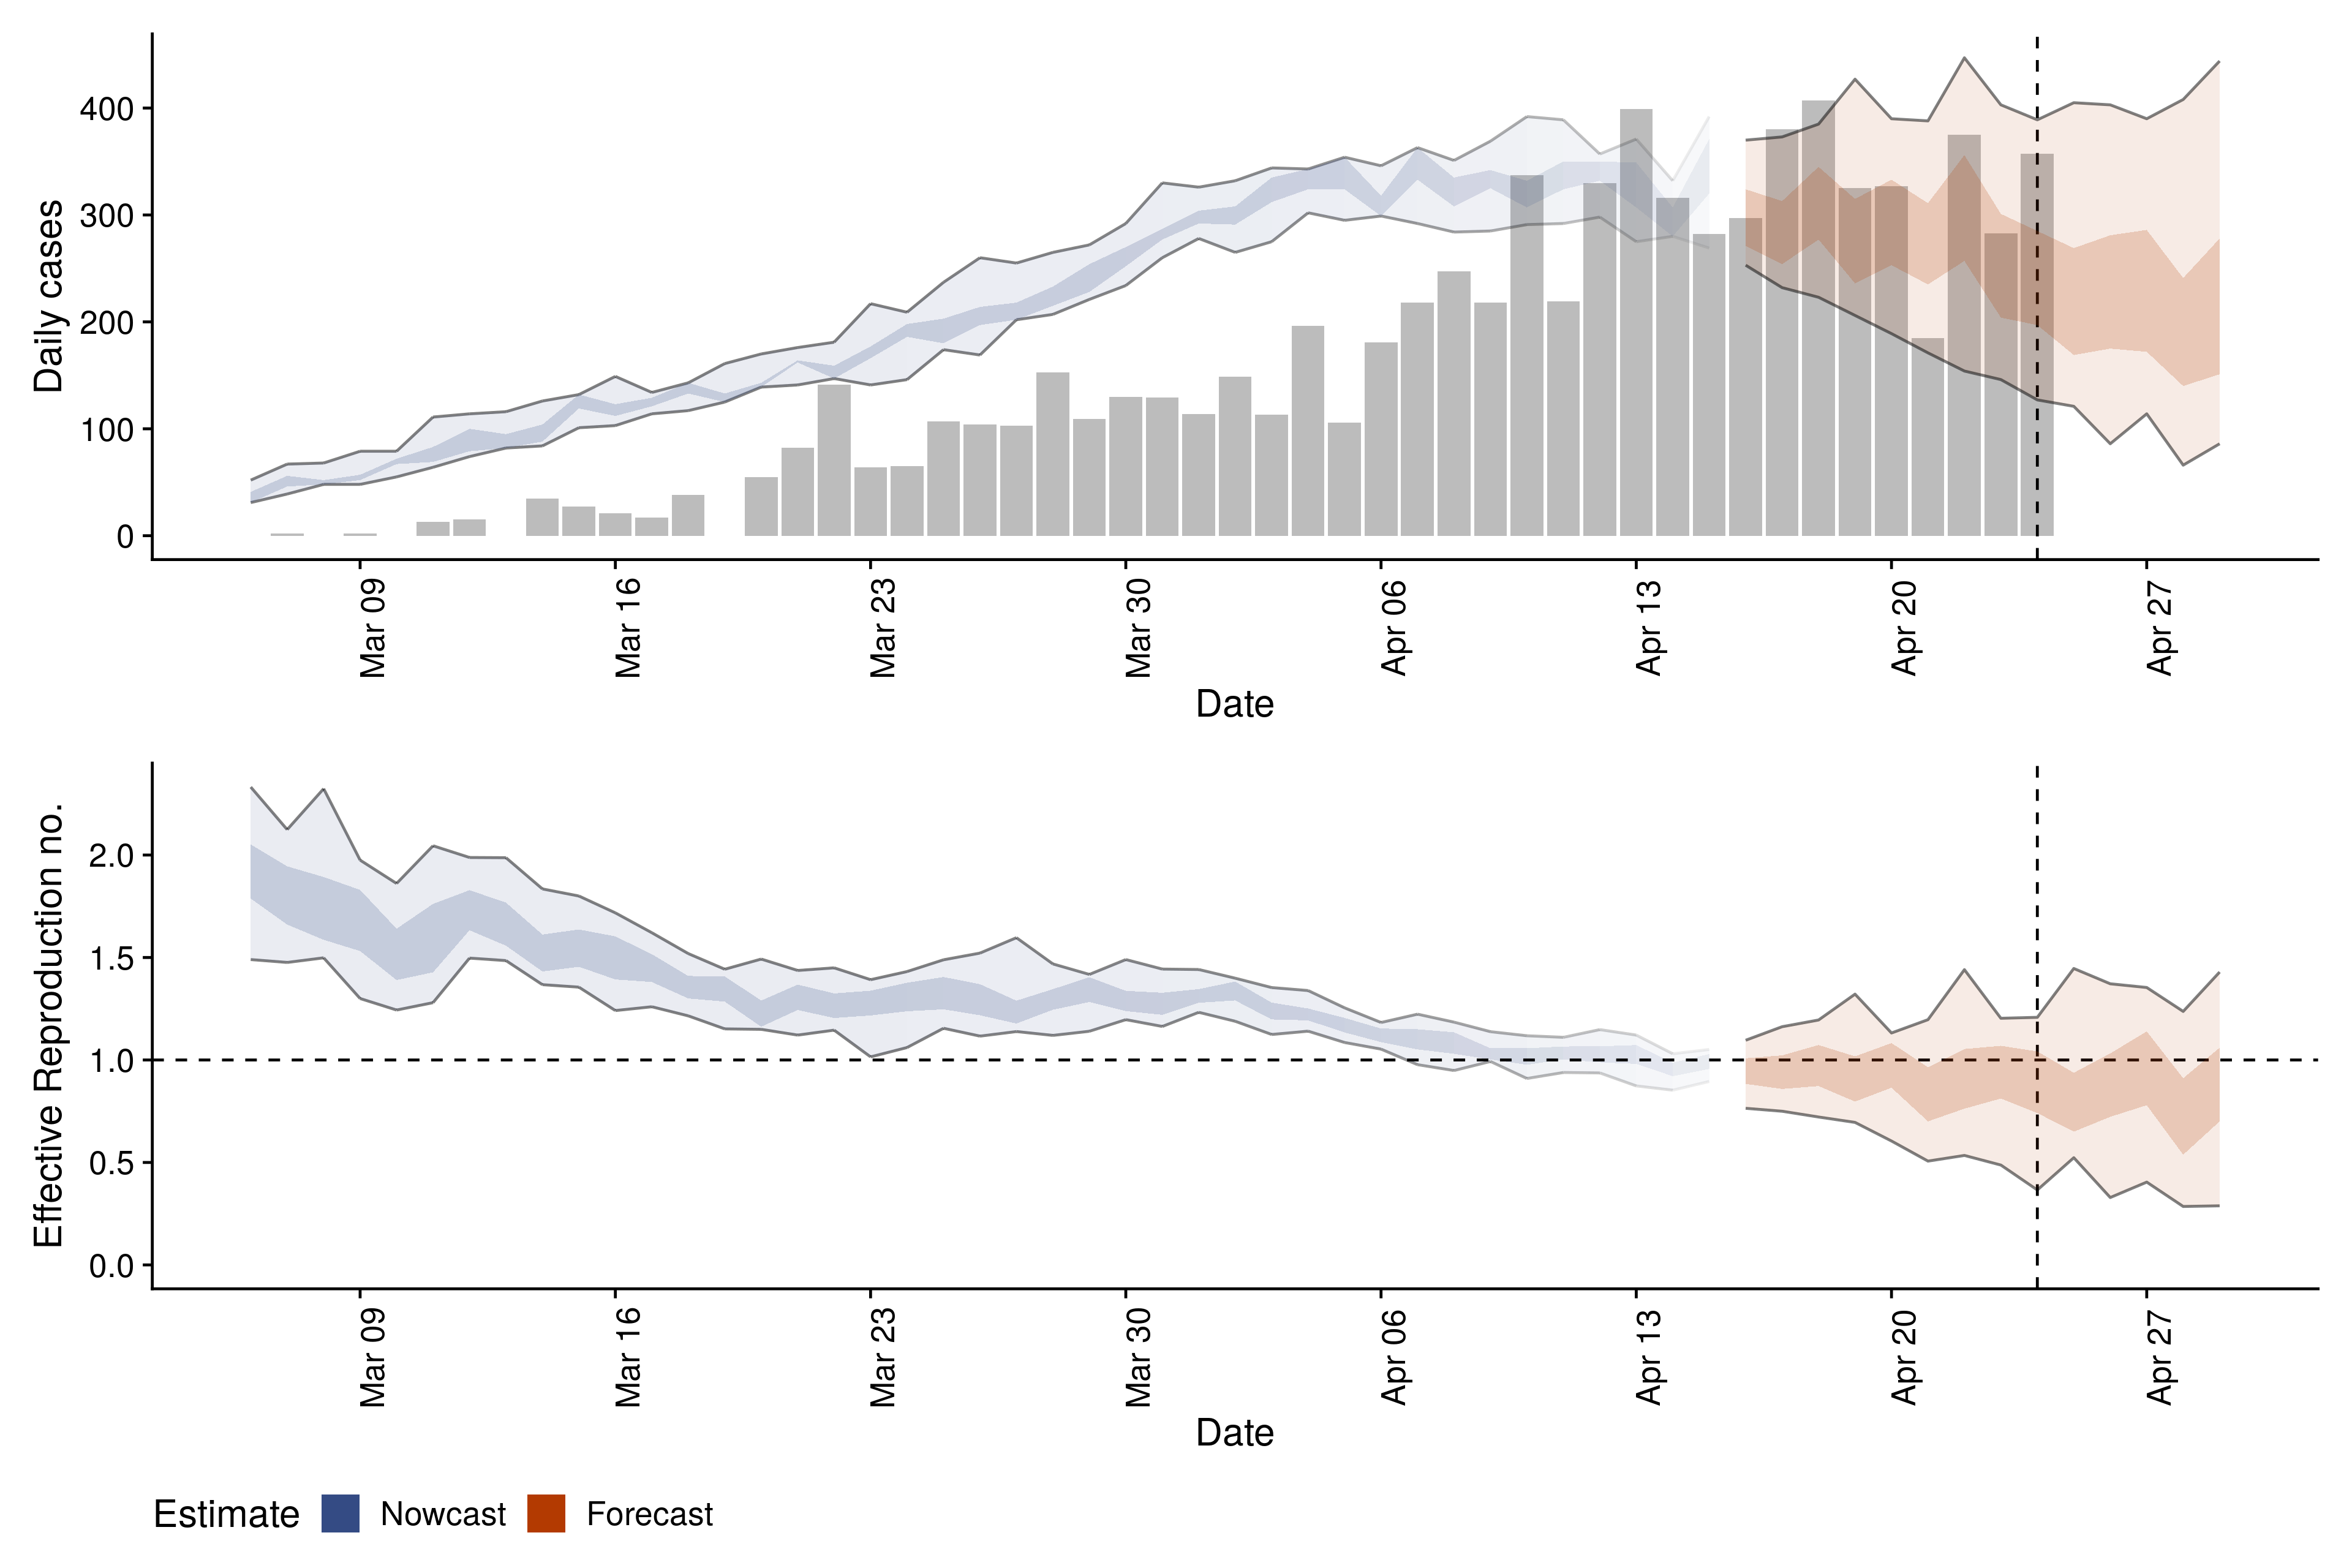 Daily cases
400
300
200
100
0
Mar 09
Mar 16
Mar 23
Mar 30
Apr 06
Apr 13
Apr 20
Apr 27
Date
Effective Reproduction no.
2.0
1.5
1.0
0.5
0.0
Mar 09
Mar 16
Mar 23
Mar 30
Apr 06
Apr 13
Apr 20
Apr 27
Date
Estimate Nowcast Forecast